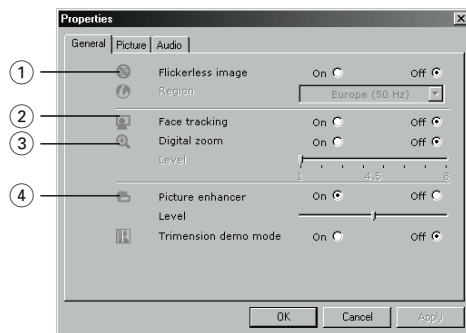 Properties
General Picture Audio
1 Flickerless image On Off
Region Europe (50 Hz)
2 Face tracking On Off
3 Digital zoom On Off
Level
1 4,5 8
4 Picture enhancer On Off
Level
Trimension demo mode On Off
OK Cancel Apply